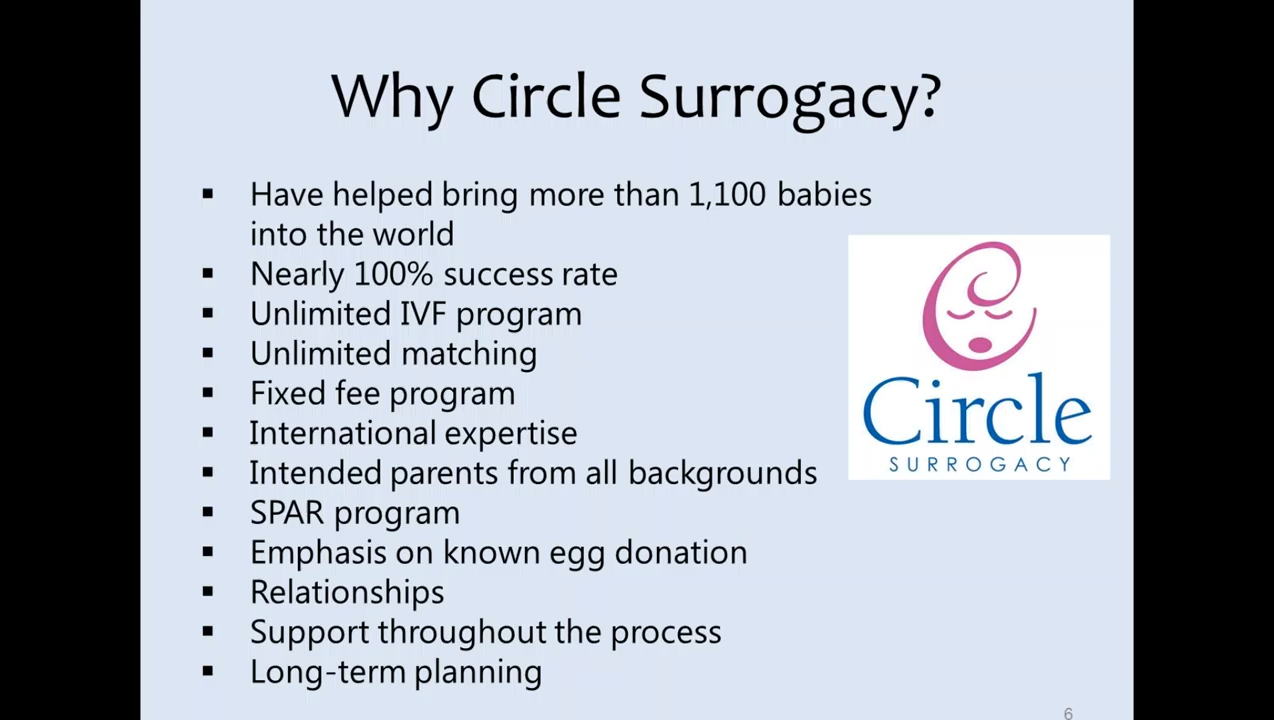 Why Circle Surrogacy?
▪ Have helped bring more than 1,100 babies
into the world
▪ Nearly 100% success rate
▪ Unlimited IVF program
▪ Unlimited matching
▪ Fixed fee program
▪ International expertise
▪ Intended parents from all backgrounds
▪ SPAR program
▪ Emphasis on known egg donation
▪ Relationships
▪ Support throughout the process
▪ Long-term planning
Circle
SURROGACY
6